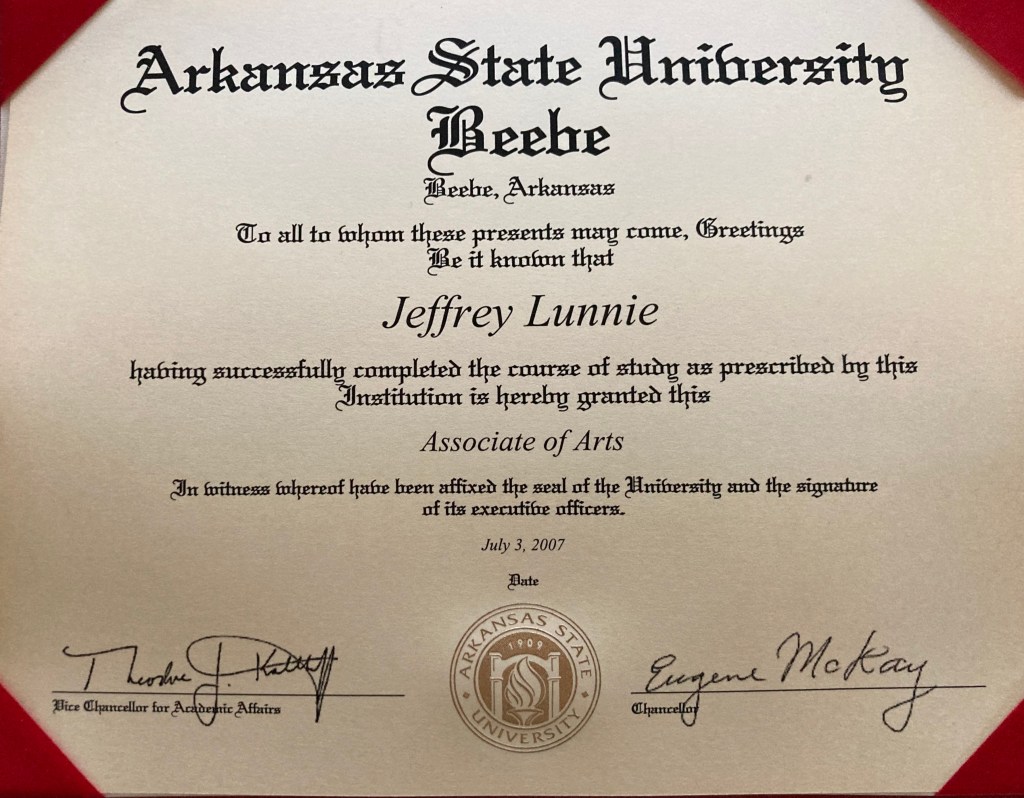 Arkansas State University
Beebe
Beebe, Arkansas
To all to whom these presents may come, Greetings
Be it known that
Jeffrey Lunnie
having successfully completed the course of study as prescribed by this
Institution is hereby granted this
Associate of Arts
In witness whereof have been affixed the seal of the University and the signature
of its executive officers.
July 3, 2007
Date
ARKANSAS STATE
1909
UNIVERSITY
Theodore J.
Vice Chancellor for Academic Affairs
Eugene McKay
Chancellor